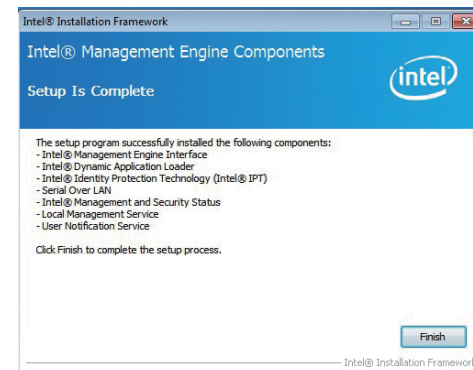 Intel® Installation Framework
Intel® Management Engine Components
Setup Is Complete
intel
The setup program successfully installed the following components:
- Intel® Management Engine Interface
- Intel® Dynamic Application Loader
- Intel® Identity Protection Technology (Intel® IPT)
- Serial Over LAN
- Intel® Management and Security Status
- Local Management Service
- User Notification Service
Click Finish to complete the setup process.
Finish
Intel® Installation Framework